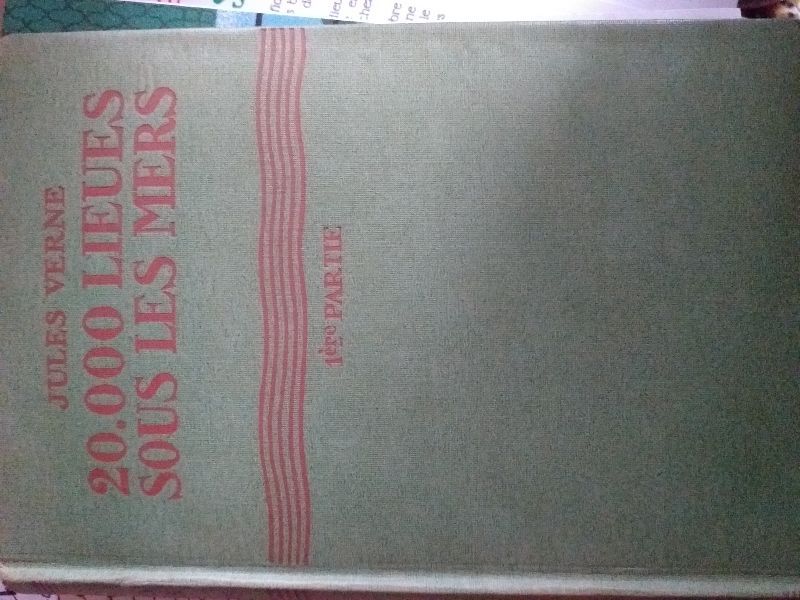 JULES VERNE
20.000 LIEUES
SOUS LES MERS
1ère PARTIE